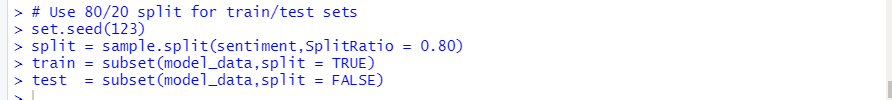 > # Use 80/20 split for train/test sets
> set.seed(123)
> split = sample.split(sentiment,SplitRatio = 0.80)
> train = subset(model_data,split = TRUE)
> test  = subset(model_data,split = FALSE)
>